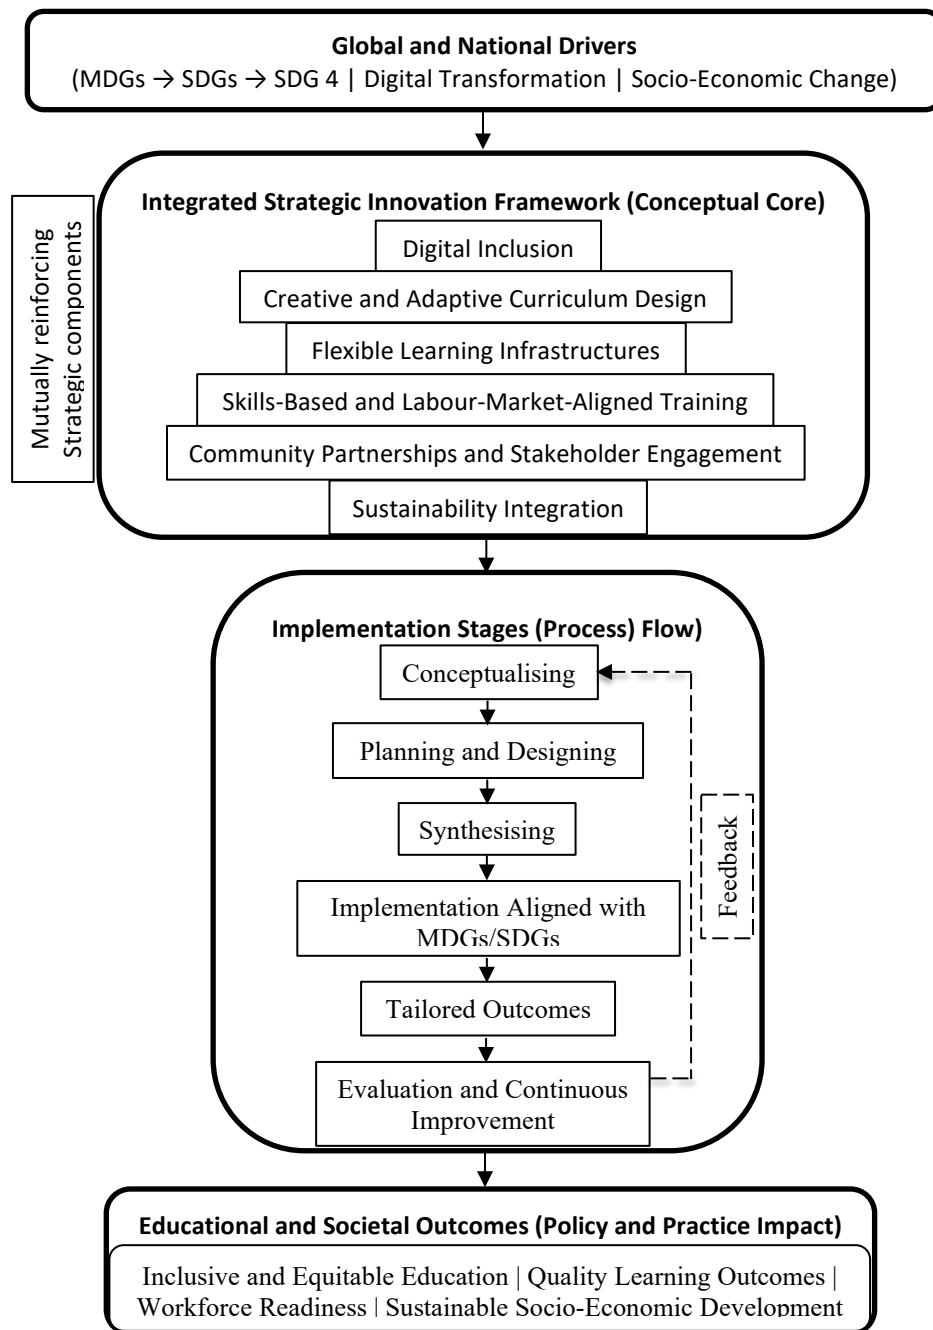 Global and National Drivers
(MDGs → SDGs → SDG 4 | Digital Transformation | Socio-Economic Change)
Mutually reinforcing
Strategic components
Integrated Strategic Innovation Framework (Conceptual Core)
Digital Inclusion
Creative and Adaptive Curriculum Design
Flexible Learning Infrastructures
Skills-Based and Labour-Market-Aligned Training
Community Partnerships and Stakeholder Engagement
Sustainability Integration
Implementation Stages (Process) Flow)
Conceptualising
Planning and Designing
Synthesising
Implementation Aligned with
MDGs/SDGs
Tailored Outcomes
Evaluation and Continuous
Improvement
Feedback
Educational and Societal Outcomes (Policy and Practice Impact)
Inclusive and Equitable Education | Quality Learning Outcomes |
Workforce Readiness | Sustainable Socio-Economic Development